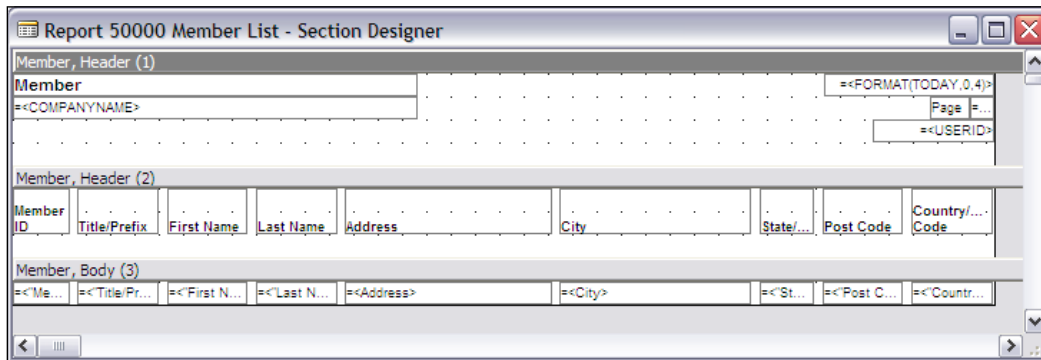 Report 50000 Member List - Section Designer
Member, Header (1)
Member =<FORMAT(TODAY,0,4)>
=<COMPANYNAME> Page =...
=<USERID>
Member, Header (2)
Member ID Title/Prefix First Name Last Name Address City State/... Post Code Country/... Code
Member, Body (3)
=<"Me... =<"Title/Pr... =<"First N... =<"Last N... =<Address> =<City> =<"St... =<"Post C... =<"Countr...